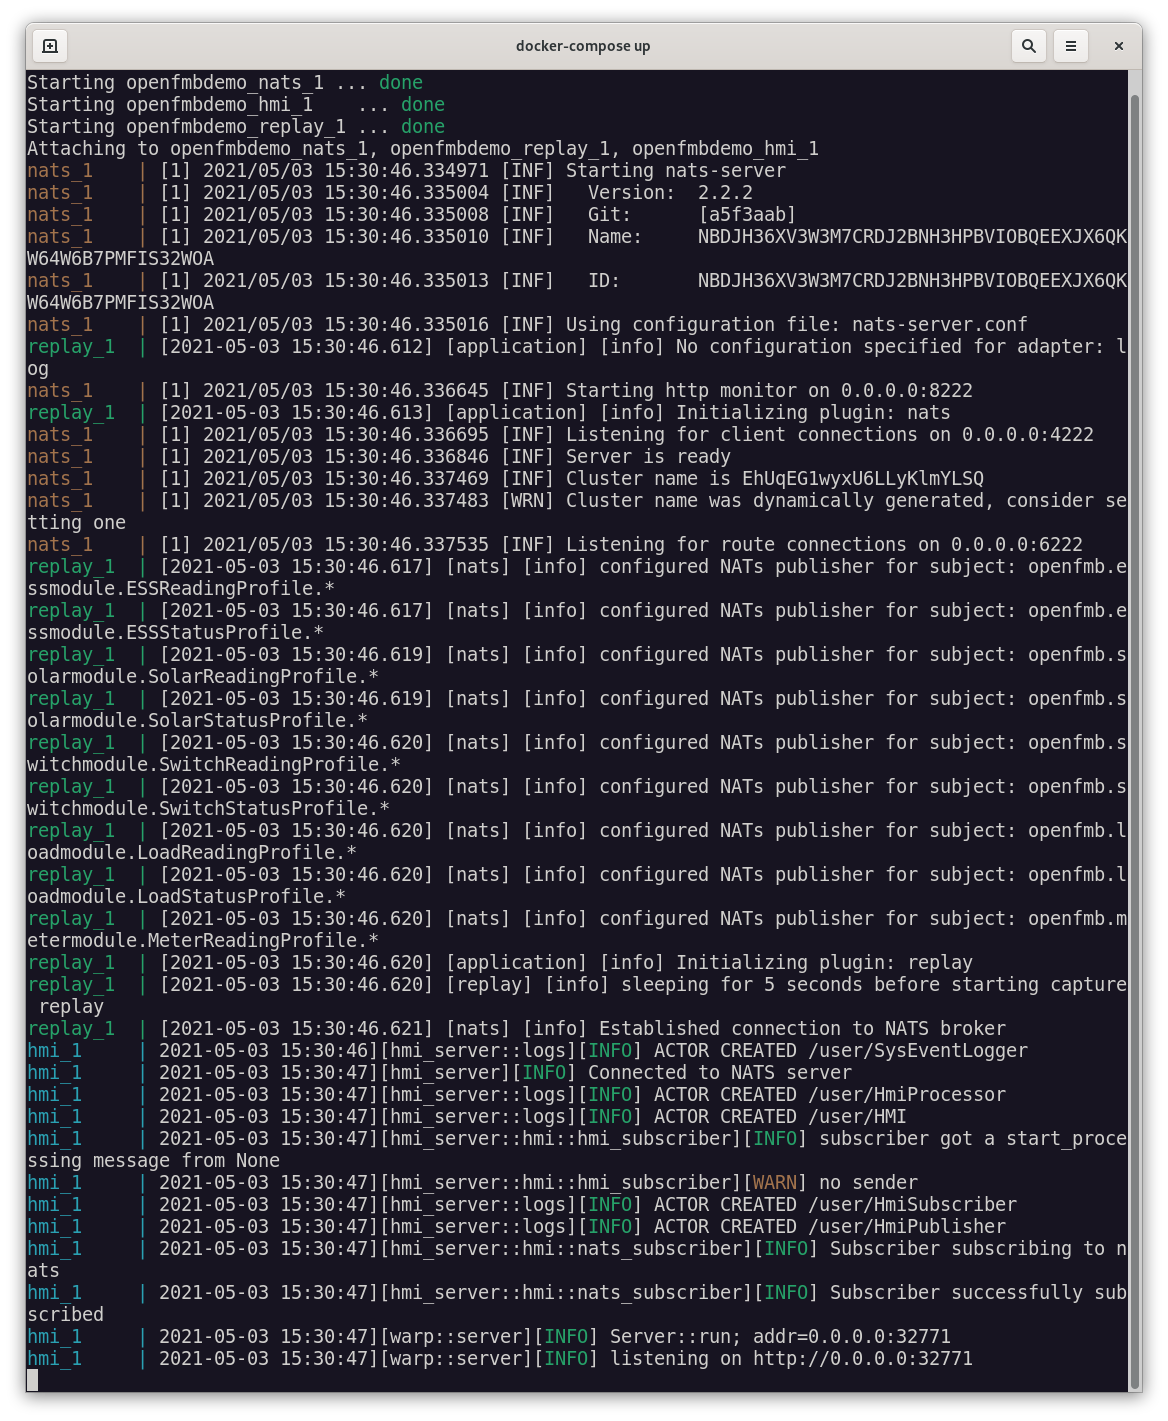 docker-compose up
Starting openfmbdemo_nats_1 ... done
Starting openfmbdemo_hmi_1    ... done
Starting openfmbdemo_replay_1 ... done
Attaching to openfmbdemo_nats_1, openfmbdemo_replay_1, openfmbdemo_hmi_1
nats_1    | [1] 2021/05/03 15:30:46.334971 [INF] Starting nats-server
nats_1    | [1] 2021/05/03 15:30:46.335004 [INF]   Version:  2.2.2
nats_1    | [1] 2021/05/03 15:30:46.335008 [INF]   Git:      [a5f3aab]
nats_1    | [1] 2021/05/03 15:30:46.335010 [INF]   Name:     NBDJH36XV3W3M7CRDJ2BNH3HPBVIOBQEEXJX6QK
W64W6B7PMFIS32WOA
nats_1    | [1] 2021/05/03 15:30:46.335013 [INF]   ID:       NBDJH36XV3W3M7CRDJ2BNH3HPBVIOBQEEXJX6QK
W64W6B7PMFIS32WOA
nats_1    | [1] 2021/05/03 15:30:46.335016 [INF] Using configuration file: nats-server.conf
replay_1  | [2021-05-03 15:30:46.612] [application] [info] No configuration specified for adapter: l
og
nats_1    | [1] 2021/05/03 15:30:46.336645 [INF] Starting http monitor on 0.0.0.0:8222
replay_1  | [2021-05-03 15:30:46.613] [application] [info] Initializing plugin: nats
nats_1    | [1] 2021/05/03 15:30:46.336695 [INF] Listening for client connections on 0.0.0.0:4222
nats_1    | [1] 2021/05/03 15:30:46.336846 [INF] Server is ready
nats_1    | [1] 2021/05/03 15:30:46.337469 [INF] Cluster name is EhUqEG1wyxU6LLyKlmYLSQ
nats_1    | [1] 2021/05/03 15:30:46.337483 [WRN] Cluster name was dynamically generated, consider se
tting one
nats_1    | [1] 2021/05/03 15:30:46.337535 [INF] Listening for route connections on 0.0.0.0:6222
replay_1  | [2021-05-03 15:30:46.617] [nats] [info] configured NATs publisher for subject: openfmb.e
ssmodule.ESSReadingProfile.*
replay_1  | [2021-05-03 15:30:46.617] [nats] [info] configured NATs publisher for subject: openfmb.e
ssmodule.ESSStatusProfile.*
replay_1  | [2021-05-03 15:30:46.619] [nats] [info] configured NATs publisher for subject: openfmb.s
olarmodule.SolarReadingProfile.*
replay_1  | [2021-05-03 15:30:46.619] [nats] [info] configured NATs publisher for subject: openfmb.s
olarmodule.SolarStatusProfile.*
replay_1  | [2021-05-03 15:30:46.620] [nats] [info] configured NATs publisher for subject: openfmb.s
witchmodule.SwitchReadingProfile.*
replay_1  | [2021-05-03 15:30:46.620] [nats] [info] configured NATs publisher for subject: openfmb.s
witchmodule.SwitchStatusProfile.*
replay_1  | [2021-05-03 15:30:46.620] [nats] [info] configured NATs publisher for subject: openfmb.l
oadmodule.LoadReadingProfile.*
replay_1  | [2021-05-03 15:30:46.620] [nats] [info] configured NATs publisher for subject: openfmb.l
oadmodule.LoadStatusProfile.*
replay_1  | [2021-05-03 15:30:46.620] [nats] [info] configured NATs publisher for subject: openfmb.m
etermodule.MeterReadingProfile.*
replay_1  | [2021-05-03 15:30:46.620] [application] [info] Initializing plugin: replay
replay_1  | [2021-05-03 15:30:46.620] [replay] [info] sleeping for 5 seconds before starting capture
 replay
replay_1  | [2021-05-03 15:30:46.621] [nats] [info] Established connection to NATS broker
hmi_1     | 2021-05-03 15:30:46][hmi_server::logs][INFO] ACTOR CREATED /user/SysEventLogger
hmi_1     | 2021-05-03 15:30:47][hmi_server][INFO] Connected to NATS server
hmi_1     | 2021-05-03 15:30:47][hmi_server::logs][INFO] ACTOR CREATED /user/HmiProcessor
hmi_1     | 2021-05-03 15:30:47][hmi_server::logs][INFO] ACTOR CREATED /user/HMI
hmi_1     | 2021-05-03 15:30:47][hmi_server::hmi::hmi_subscriber][INFO] subscriber got a start_proce
ssing message from None
hmi_1     | 2021-05-03 15:30:47][hmi_server::hmi::hmi_subscriber][WARN] no sender
hmi_1     | 2021-05-03 15:30:47][hmi_server::logs][INFO] ACTOR CREATED /user/HmiSubscriber
hmi_1     | 2021-05-03 15:30:47][hmi_server::logs][INFO] ACTOR CREATED /user/HmiPublisher
hmi_1     | 2021-05-03 15:30:47][hmi_server::hmi::nats_subscriber][INFO] Subscriber subscribing to n
ats
hmi_1     | 2021-05-03 15:30:47][hmi_server::hmi::nats_subscriber][INFO] Subscriber successfully sub
scribed
hmi_1     | 2021-05-03 15:30:47][warp::server][INFO] Server::run; addr=0.0.0.0:32771
hmi_1     | 2021-05-03 15:30:47][warp::server][INFO] listening on http://0.0.0.0:32771